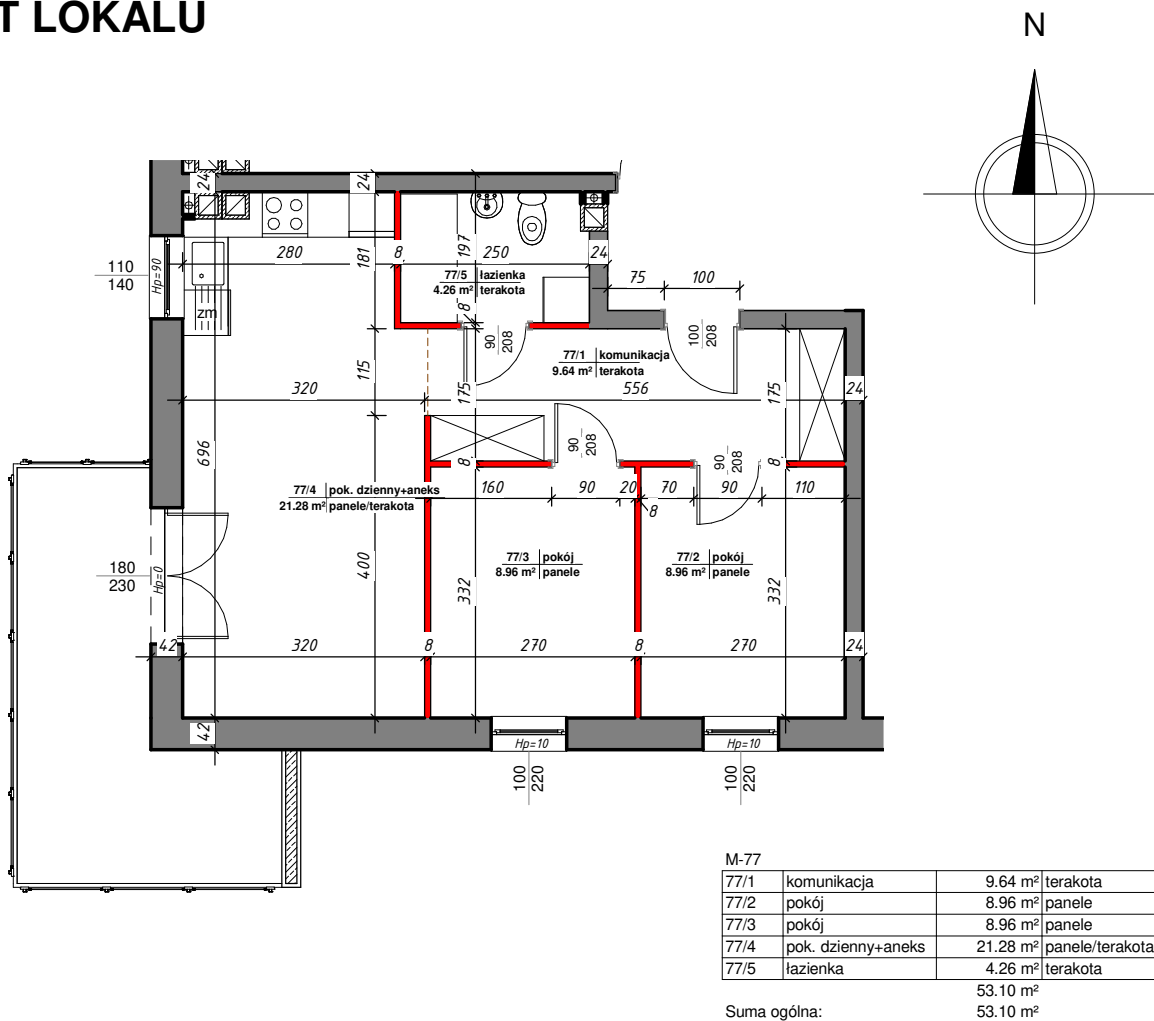 T LOKALU
N
24
24
280
8
181
197
250
24
75
100
110
140
Hp=90
zm
77/5 łazienka
4.26 m² terakota
8
90
208
100
208
77/1 komunikacja
9.64 m² terakota
115
175
175
320
556
24
696
90
208
8
90
208
8
77/4 pok. dzienny+aneks
21.28 m² panele/terakota
160
90
20
70
90
110
8
180
230
Hp=0
400
77/3 pokój
8.96 m² panele
77/2 pokój
8.96 m² panele
332
332
42
320
8
270
8
270
24
42
Hp=10
Hp=10
100
220
100
220
M-77
77/1 komunikacja 9.64 m² terakota
77/2 pokój 8.96 m² panele
77/3 pokój 8.96 m² panele
77/4 pok. dzienny+aneks 21.28 m² panele/terakota
77/5 łazienka 4.26 m² terakota
53.10 m²
Suma ogólna: 53.10 m²